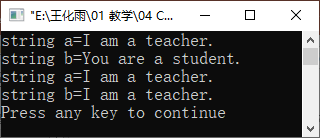 "E:\王化雨\01 教学\04 C...
string a=I am a teacher.
string b=You are a student.
string a=I am a teacher.
string b=I am a teacher.
Press any key to continue